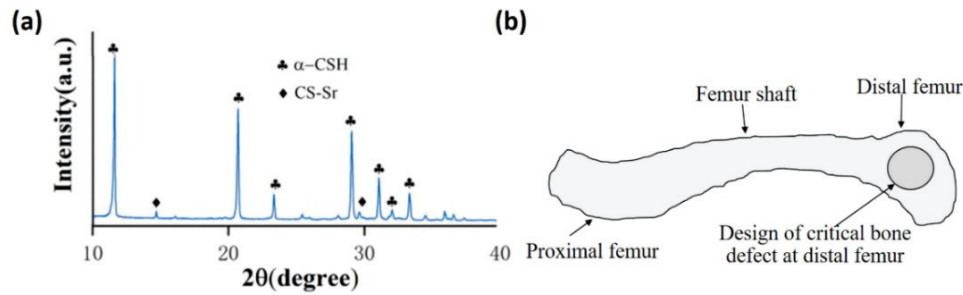 (a)
Intensity(a.u.)
♣ α–CSH
♦ CS-Sr
10 20 30 40
2θ(degree)
(b)
Femur shaft
Distal femur
Proximal femur
Design of critical bone
defect at distal femur